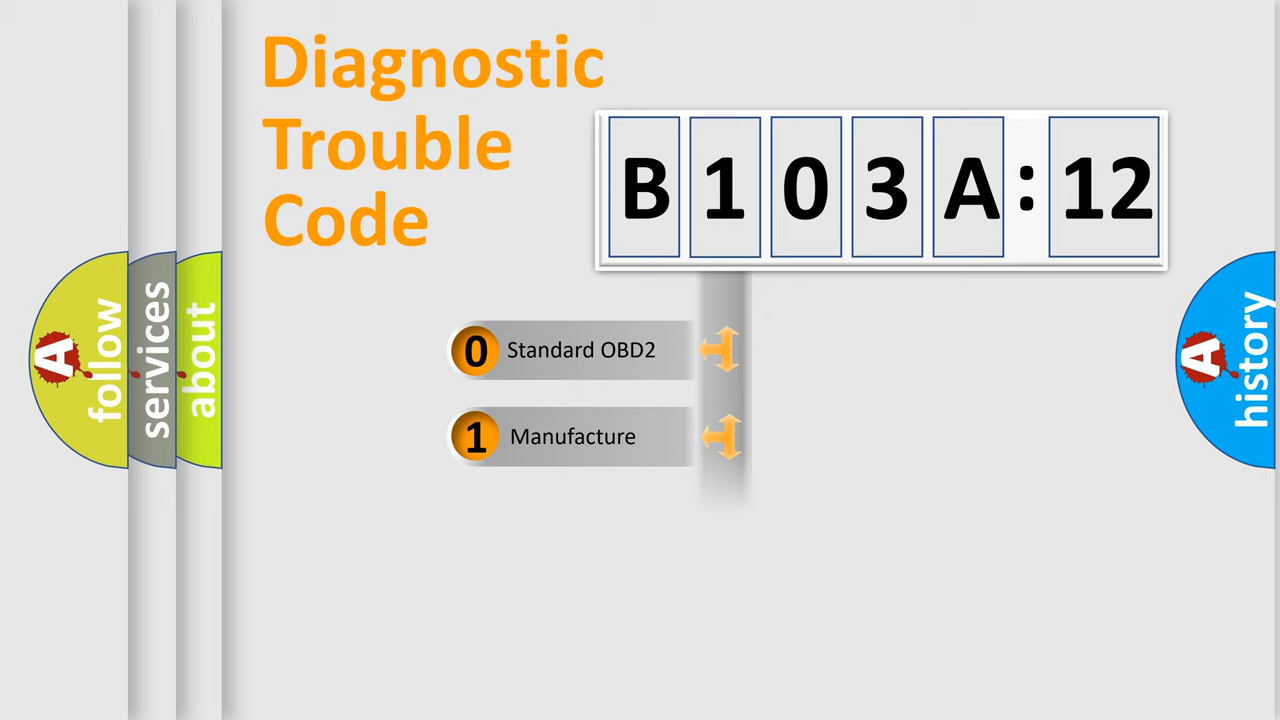 Diagnostic
Trouble
Code
B 1 0 3 A : 12
0 Standard OBD2
1 Manufacture
A follow
services
about
A history